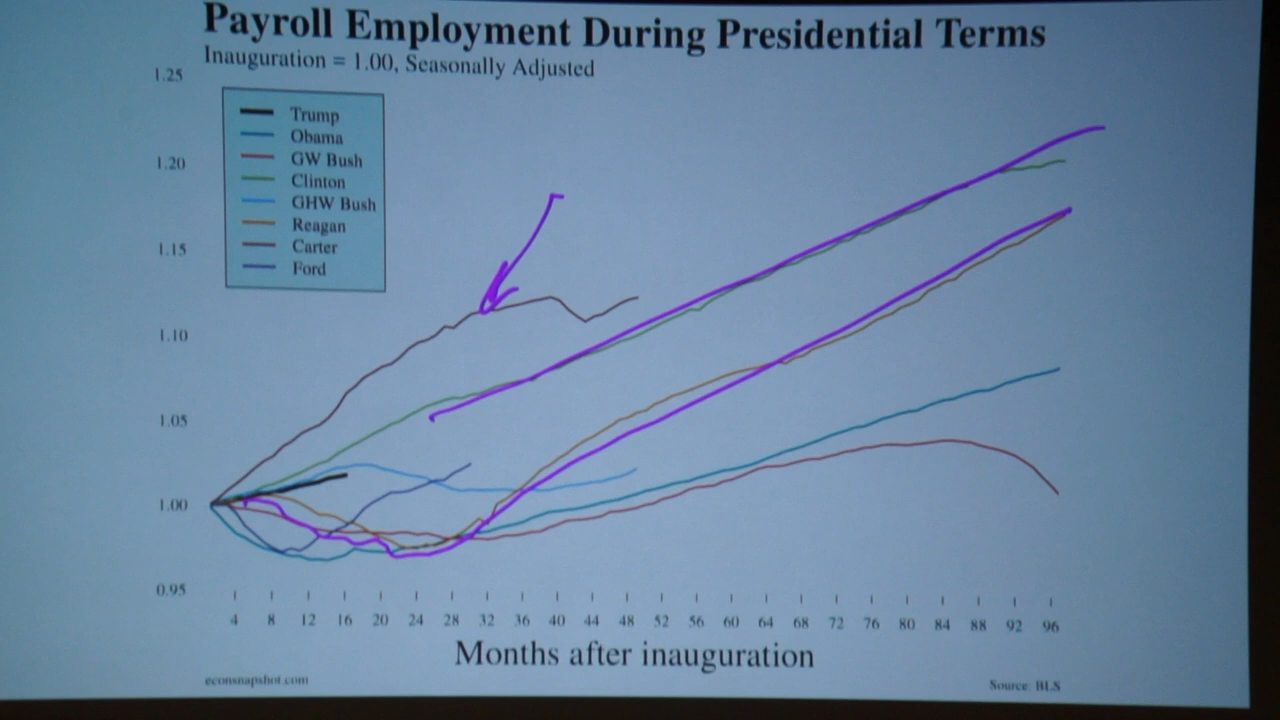 Payroll Employment During Presidential Terms
Inauguration = 1.00, Seasonally Adjusted
1.25
Trump
Obama
GW Bush
Clinton
GHW Bush
Reagan
Carter
Ford
1.20
1.15
1.10
1.05
1.00
0.95
4 8 12 16 20 24 28 32 36 40 44 48 52 56 60 64 68 72 76 80 84 88 92 96
Months after inauguration
econsnapshot.com
Source: BLS